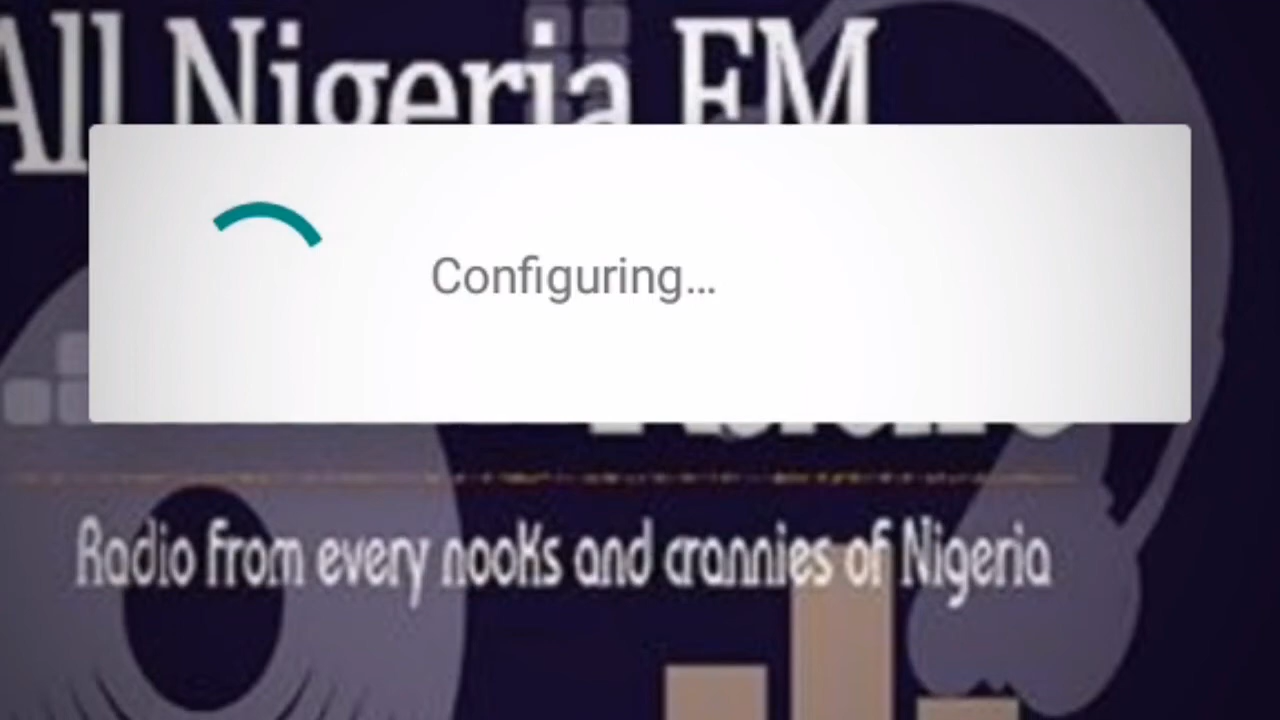 All Nigeria FM
Configuring...
Radio from every nooks and crannies of Nigeria